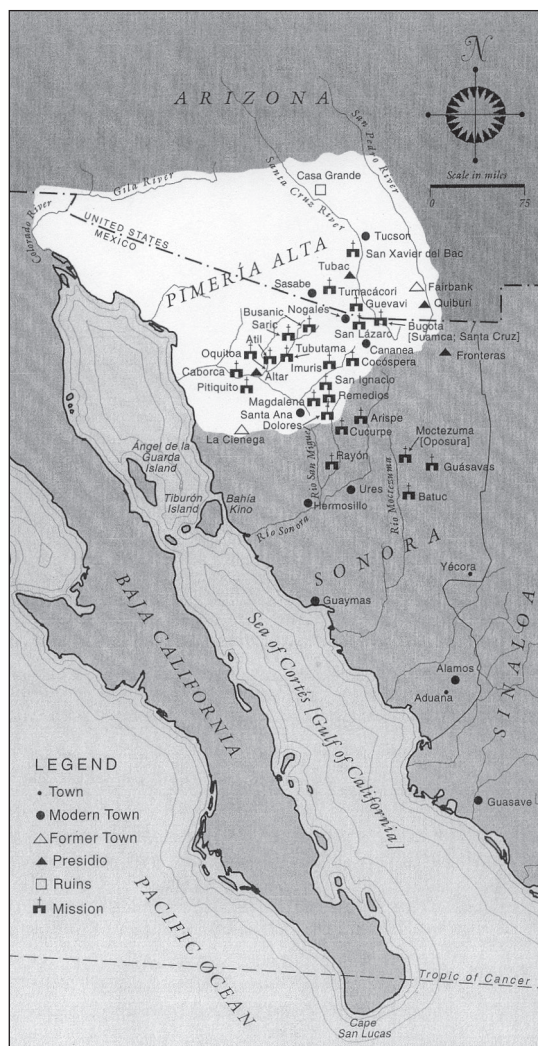 N
ARIZONA
San Pedro River
Santa Cruz River
Casa Grande
Scale in miles
0
75
Gila River
Colorado River
UNITED STATES
MEXICO
Tucson
San Xavier del Bac
PIMERÍA ALTA
Tubac
Sasabe
Tumacácori
Fairbank
Guevavi
Quiburi
Busanic
Nogales
Saric
Bugota
[Suamca; Santa Cruz]
San Lázaro
Atil
Tubutama
Cananea
Fronteras
Oquitoa
Imuris
Cocóspera
Caborca
Altar
Pitiquito
San Ignacio
Magdalena
Remedios
Santa Ana
Dolores
Arispe
La Cienega
Cucurpe
Moctezuma
[Oposura]
Rayón
Guásavas
Ángel de la
Guarda
Island
Río San Miguel
Río Moctezuma
Tiburón
Island
Bahía
Kino
Ures
Batuc
Hermosillo
Río Sonora
SONORA
Yécora
BAJA CALIFORNIA
Guaymas
Sea of Cortés [Gulf of California]
SINALOA
Alamos
Aduana
Guasave
LEGEND
Town
Modern Town
Former Town
Presidio
Ruins
Mission
PACIFIC OCEAN
Tropic of Cancer
Cape
San Lucas